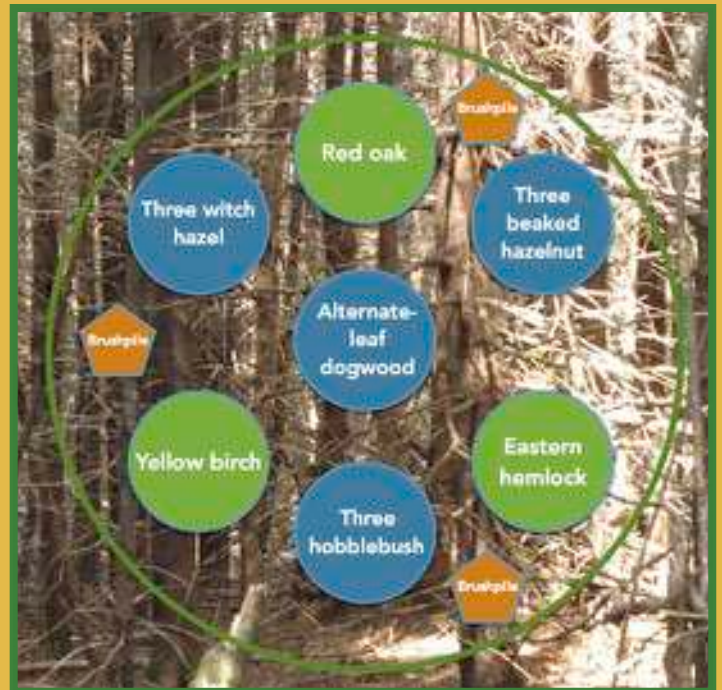 Brushpile
Red oak
Three witch
hazel
Three
beaked
hazelnut
Alternate-
leaf
dogwood
Brushpile
Yellow birch
Eastern
hemlock
Three
hobblebush
Brushpile